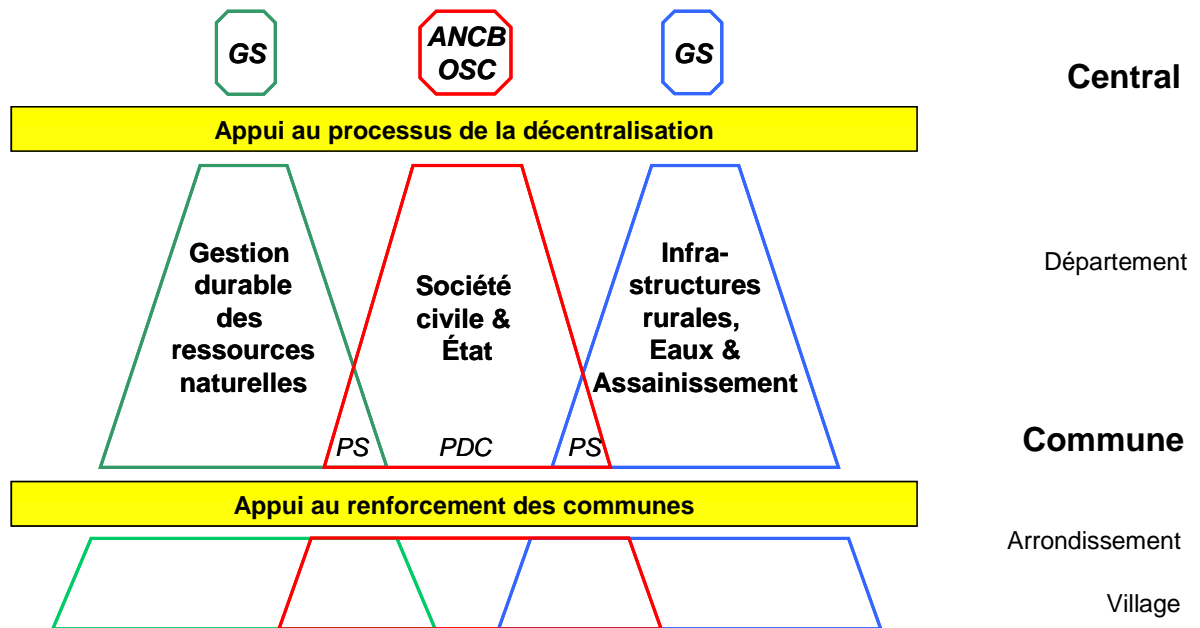 GS
ANCB
OSC
GS
Central
Appui au processus de la décentralisation
Gestion
durable
des
ressources
naturelles
Société
civile &
État
Infra-
structures
rurales,
Eaux &
Assainissement
Département
PS
PDC
PS
Commune
Appui au renforcement des communes
Arrondissement
Village